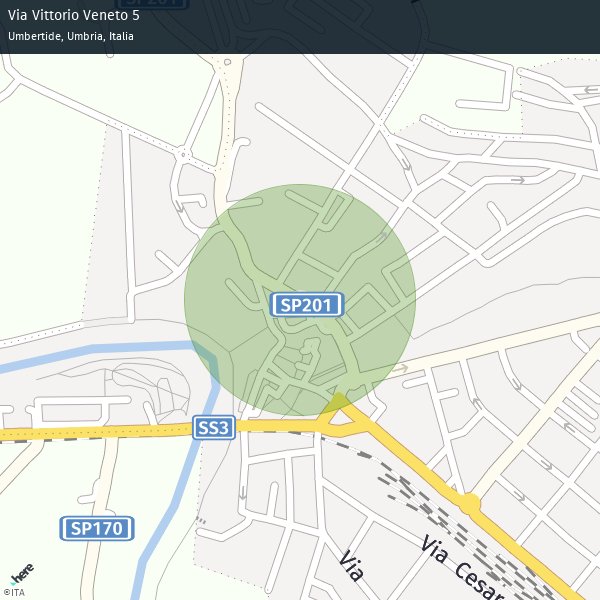 Via Vittorio Veneto 5
Umbertide, Umbria, Italia
SP201
SP201
SS3
SP170
Via
Via Cesar
here
©ITA